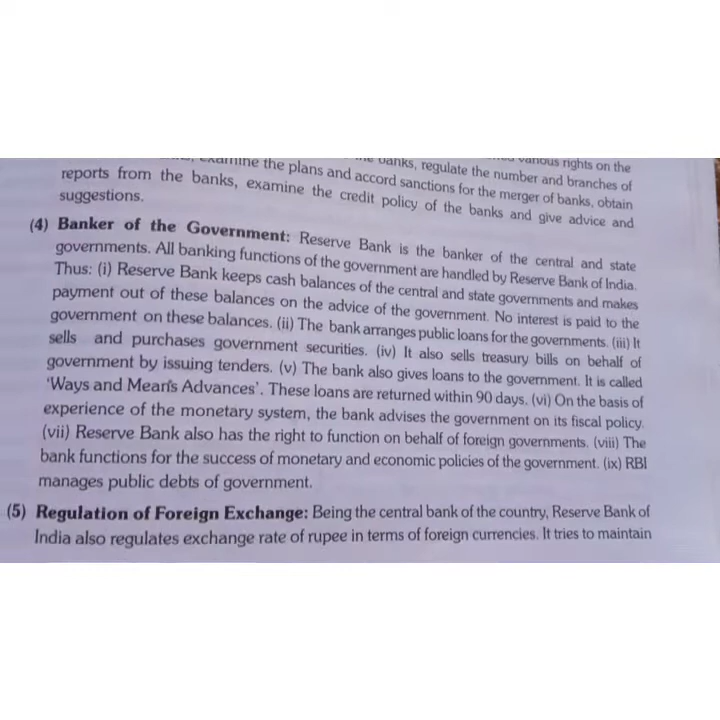 various rights on the
examine the plans and accord sanctions for the merger of banks, regulate the number and branches of
reports from the banks, examine the credit policy of the banks and give advice and
banks, obtain
suggestions.
(4) Banker of the Government: Reserve Bank is the banker of the central and state
governments. All banking functions of the government are handled by Reserve Bank of India.
Thus: (i) Reserve Bank keeps cash balances of the central and state governments and makes
payment out of these balances on the advice of the government. No interest is paid to the
government on these balances. (ii) The bank arranges public loans for the governments. (iii) It
sells and purchases government securities. (iv) It also sells treasury bills on behalf of
government by issuing tenders. (v) The bank also gives loans to the government. It is called
'Ways and Mean's Advances'. These loans are returned within 90 days. (vi) On the basis of
experience of the monetary system, the bank advises the government on its fiscal policy.
(vii) Reserve Bank also has the right to function on behalf of foreign governments. (viii) The
bank functions for the success of monetary and economic policies of the government. (ix) RBI
manages public debts of government.
(5) Regulation of Foreign Exchange: Being the central bank of the country, Reserve Bank of
India also regulates exchange rate of rupee in terms of foreign currencies. It tries to maintain